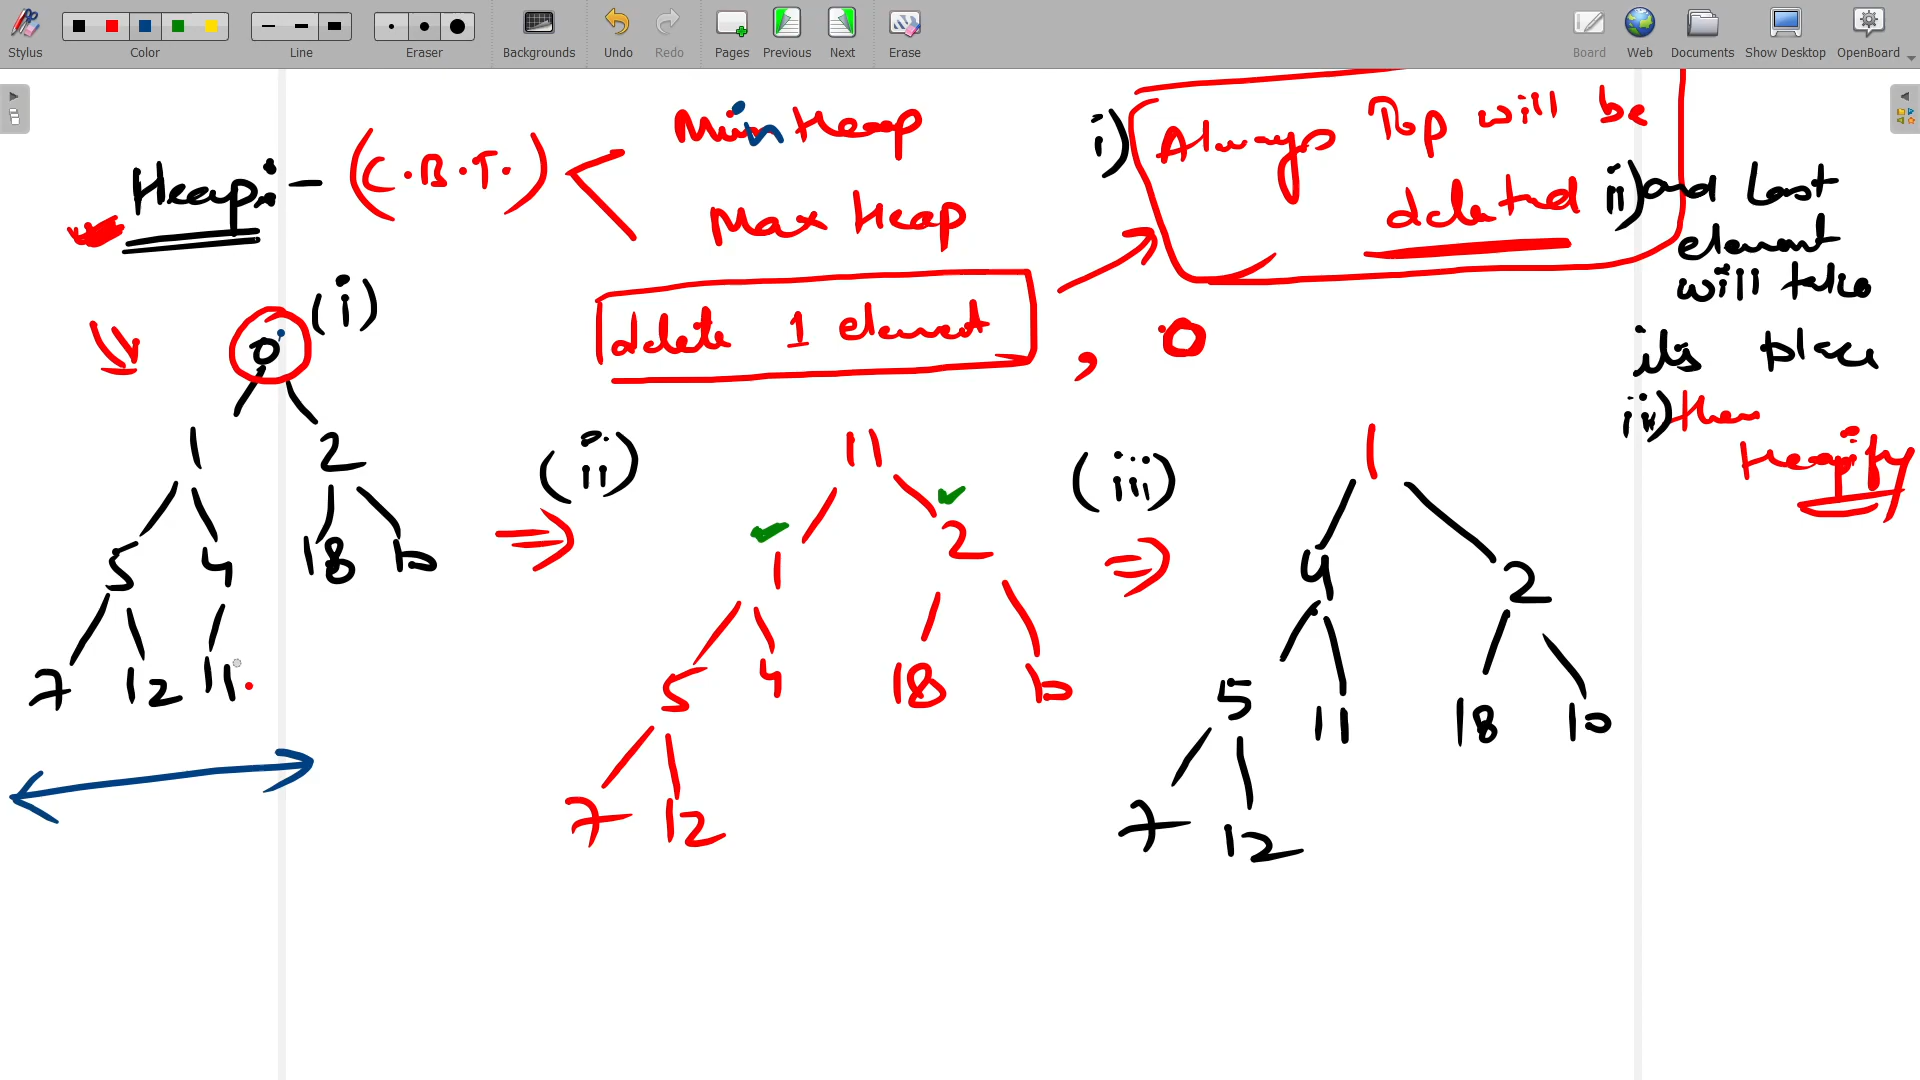 Stylus
Color
Line
Eraser
Backgrounds
Undo
Redo
Pages
Previous
Next
Erase
Board
Web
Documents
Show Desktop
OpenBoard
Heap: - (C.B.T.)
Min Heap
Max Heap
i) Always Top will be
deleted
ii) and Last
element
will take
its place
iii) then
Heapify
delete 1 element , 0
(i)
0
1 2
5 4 18 10
7 12 11
(ii)
⇒
11
1 2
5 4 18 10
7 12
(iii)
⇒
1
4 2
5 11 18 10
7 12